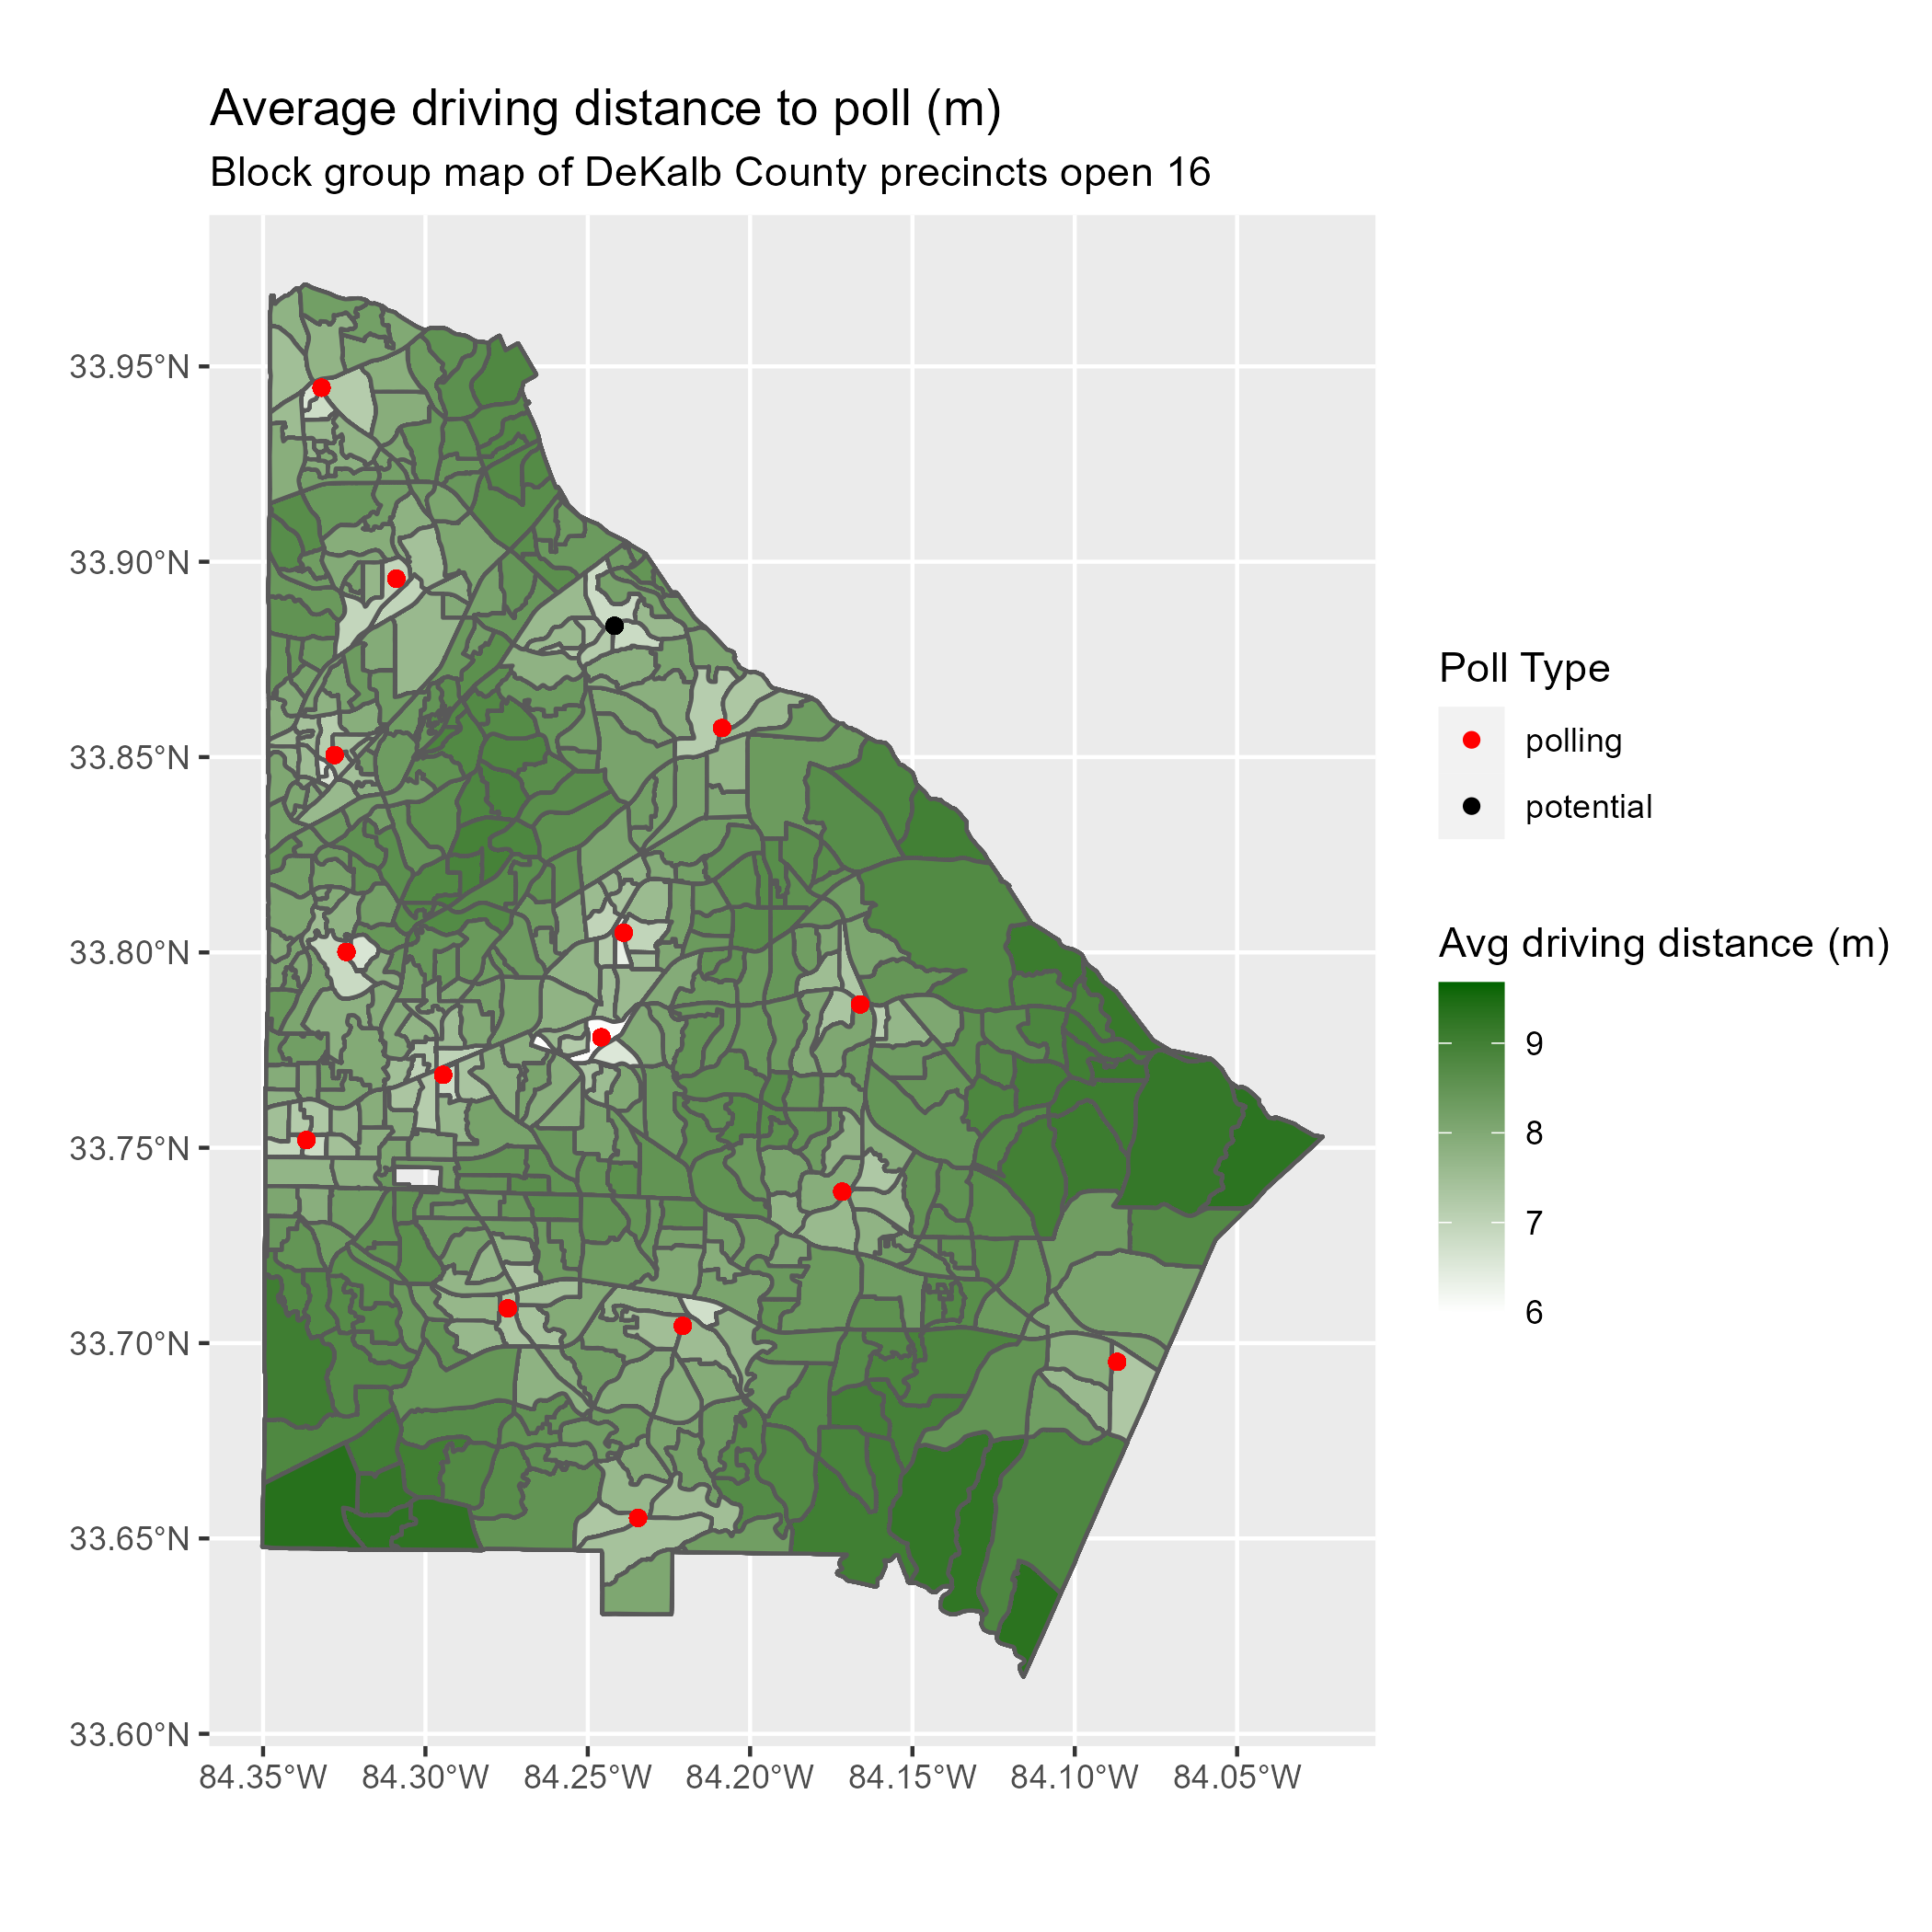 Average driving distance to poll (m)
Block group map of DeKalb County precincts open 16
33.95°N
33.90°N
33.85°N
33.80°N
33.75°N
33.70°N
33.65°N
33.60°N
84.35°W 84.30°W 84.25°W 84.20°W 84.15°W 84.10°W 84.05°W
Poll Type
polling
potential
Avg driving distance (m)
9
8
7
6